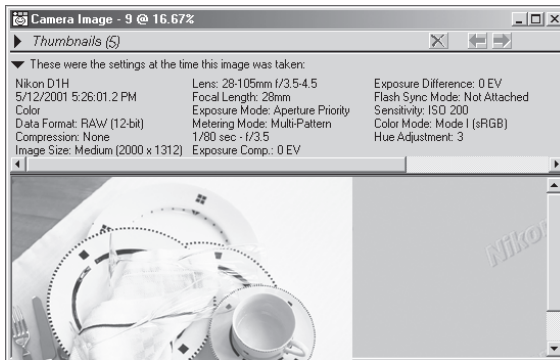 Camera Image - 9 @ 16.67%
Thumbnails (5)
These were the settings at the time this image was taken:
Nikon D1H
5/12/2001 5:26:01.2 PM
Color
Data Format: RAW (12-bit)
Compression: None
Image Size: Medium (2000 x 1312)
Lens: 28-105mm f/3.5-4.5
Focal Length: 28mm
Exposure Mode: Aperture Priority
Metering Mode: Multi-Pattern
1/80 sec - f/3.5
Exposure Comp.: 0 EV
Exposure Difference: 0 EV
Flash Sync Mode: Not Attached
Sensitivity: ISO 200
Color Mode: Mode I (sRGB)
Hue Adjustment: 3
Nikon